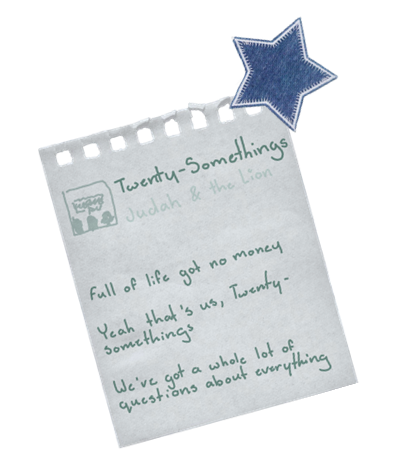 Twenty-Somethings
Judah & the Lion
Full of life got no money
Yeah that's us, Twenty-
somethings
We've got a whole lot of
questions about everything